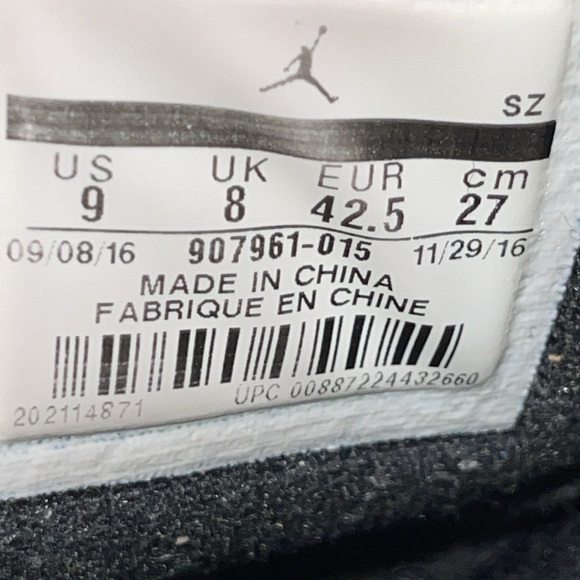 SZ
US UK EUR cm
9 8 42.5 27
09/08/16 907961-015 11/29/16
MADE IN CHINA
FABRIQUE EN CHINE
UPC 00887224432660
202114871